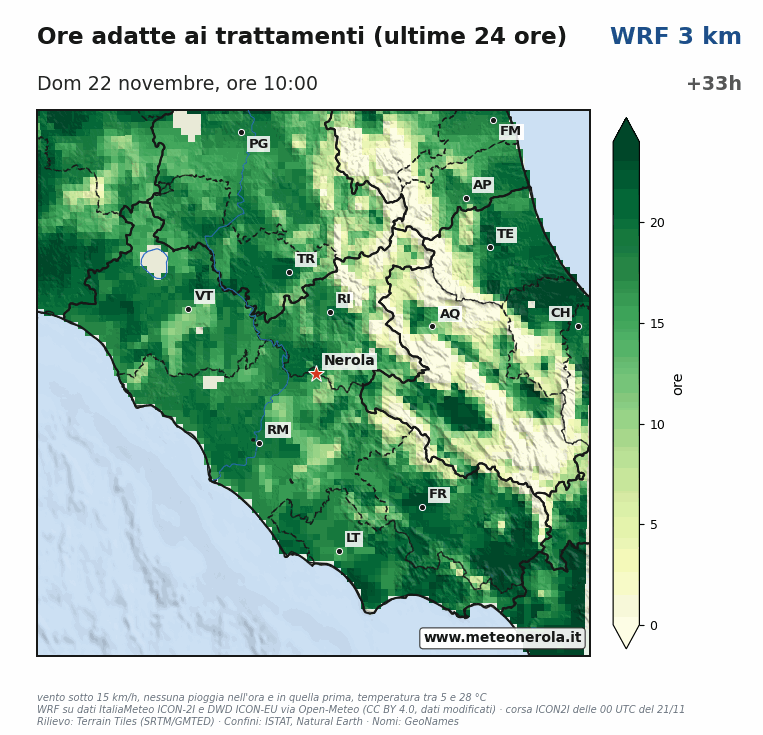 Ore adatte ai trattamenti (ultime 24 ore)
WRF 3 km
Dom 22 novembre, ore 10:00
+33h
FM
PG
AP
TE
TR
RI
VT
AQ
CH
Nerola
RM
FR
LT
www.meteonerola.it
20
15
10
5
0
ore
vento sotto 15 km/h, nessuna pioggia nell'ora e in quella prima, temperatura tra 5 e 28 °C
WRF su dati ItaliaMeteo ICON-2I e DWD ICON-EU via Open-Meteo (CC BY 4.0, dati modificati) · corsa ICON2I delle 00 UTC del 21/11
Rilievo: Terrain Tiles (SRTM/GMTED) · Confini: ISTAT, Natural Earth · Nomi: GeoNames